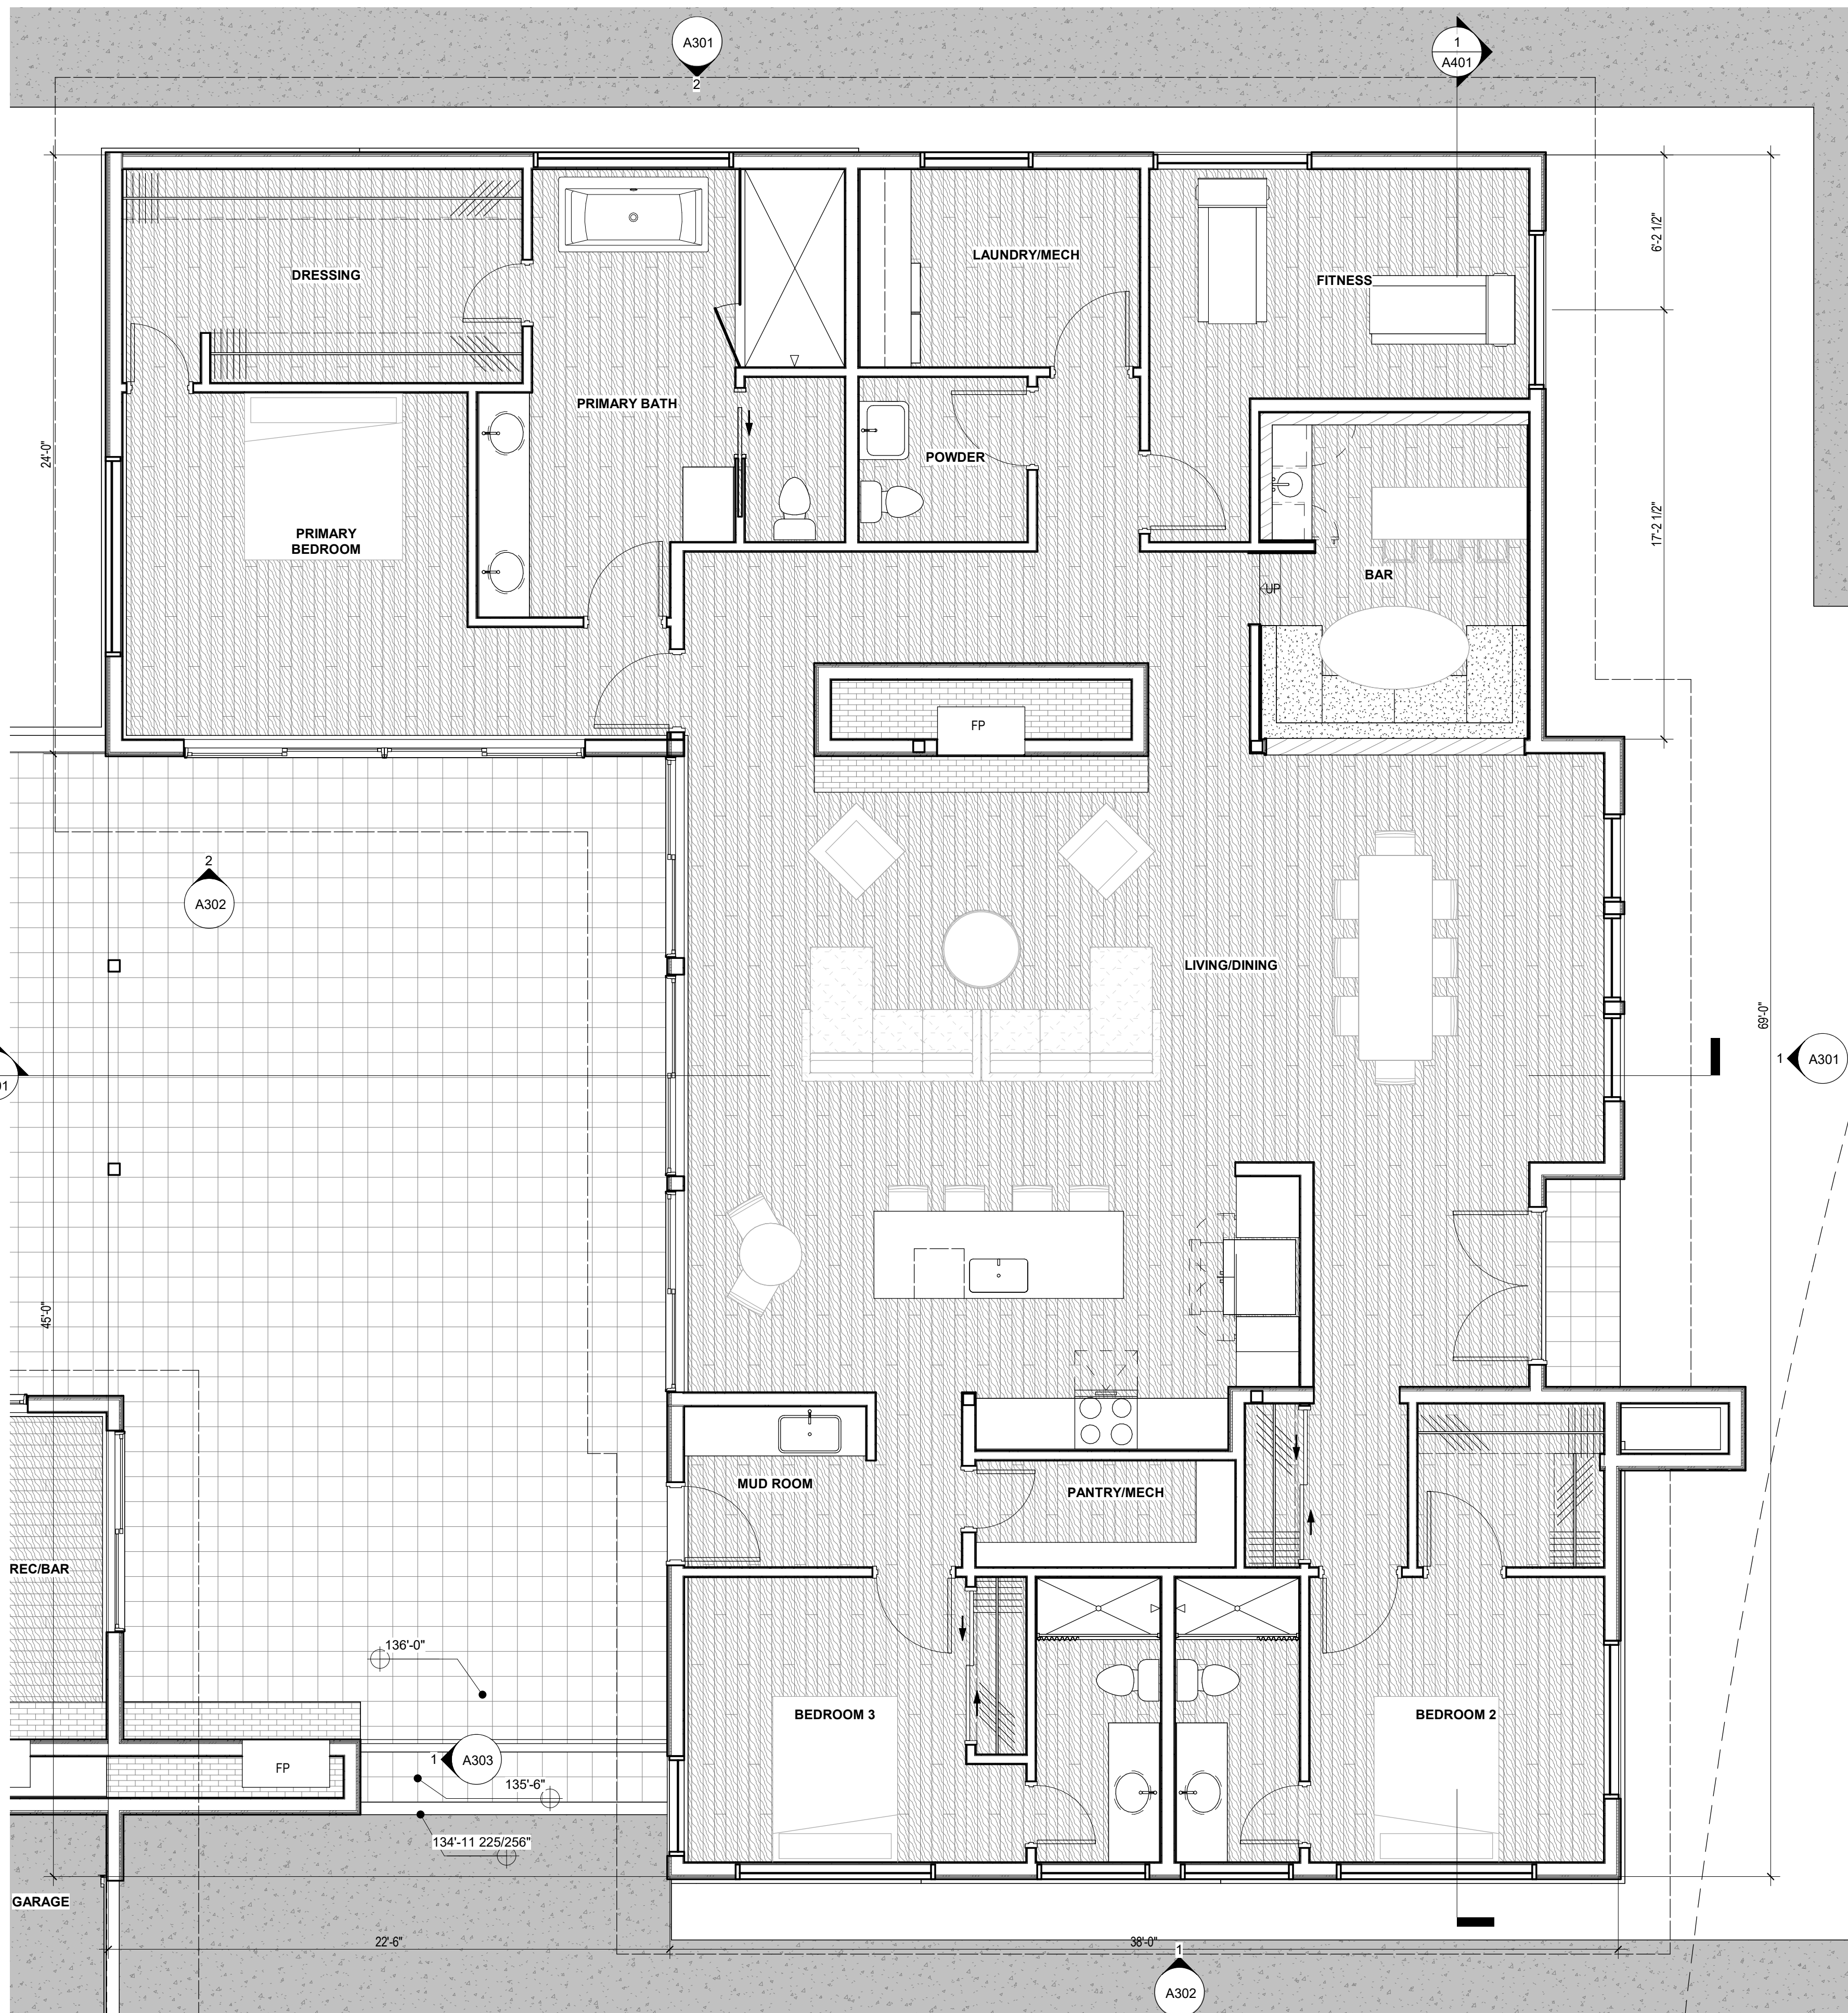 A301
2
1
A401
DRESSING
LAUNDRY/MECH
FITNESS
6'-2 1/2"
PRIMARY BATH
24'-0"
POWDER
PRIMARY
BEDROOM
17'-2 1/2"
BAR
UP
FP
2
A302
LIVING/DINING
69'-0"
1
A301
01
45'-0"
MUD ROOM
PANTRY/MECH
REC/BAR
136'-0"
BEDROOM 3
BEDROOM 2
1
A303
FP
135'-6"
134'-11 225/256"
GARAGE
22'-6"
38'-0"
1
A302